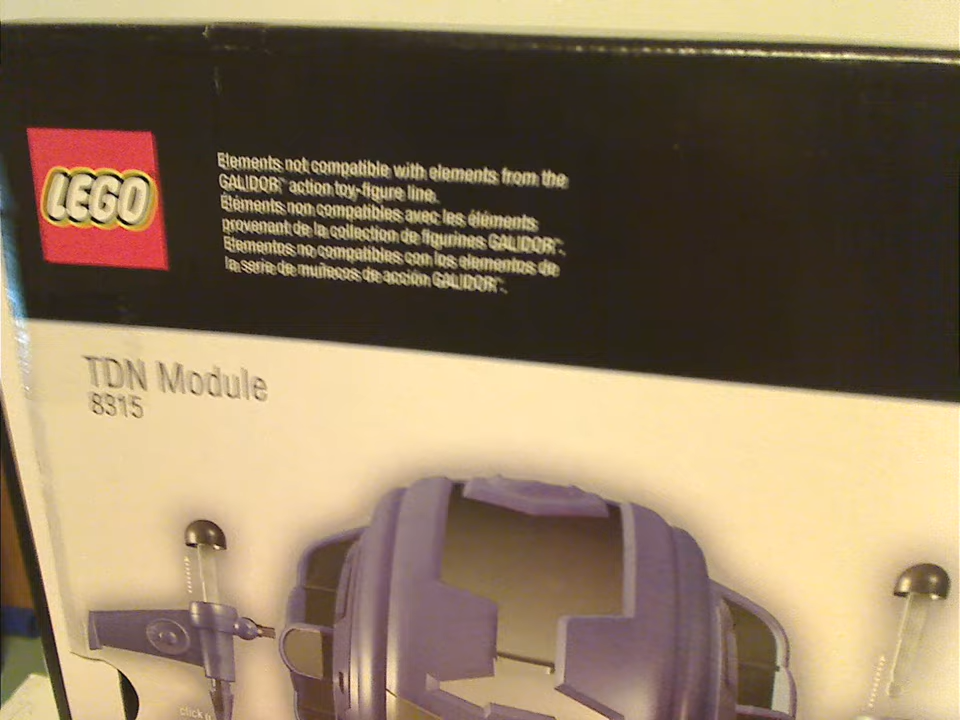 LEGO
Elements not compatible with elements from the
GALIDOR™ action toy-figure line.
Éléments non compatibles avec les éléments
provenant de la collection de figurines GALIDOR™.
Elementos no compatibles con los elementos de
la serie de muñecos de acción GALIDOR™.
TDN Module
8315
click